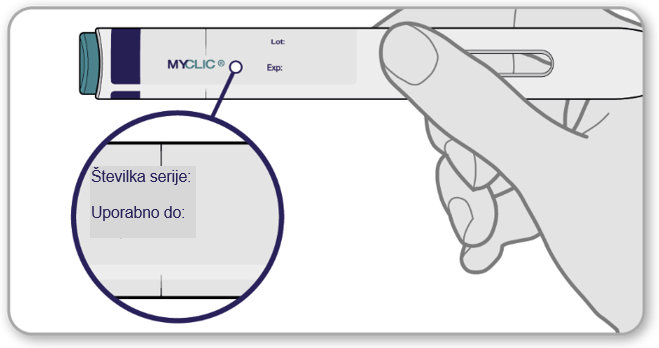 Lot:
MYCLIC®
Exp:
Številka serije:
Uporabno do: